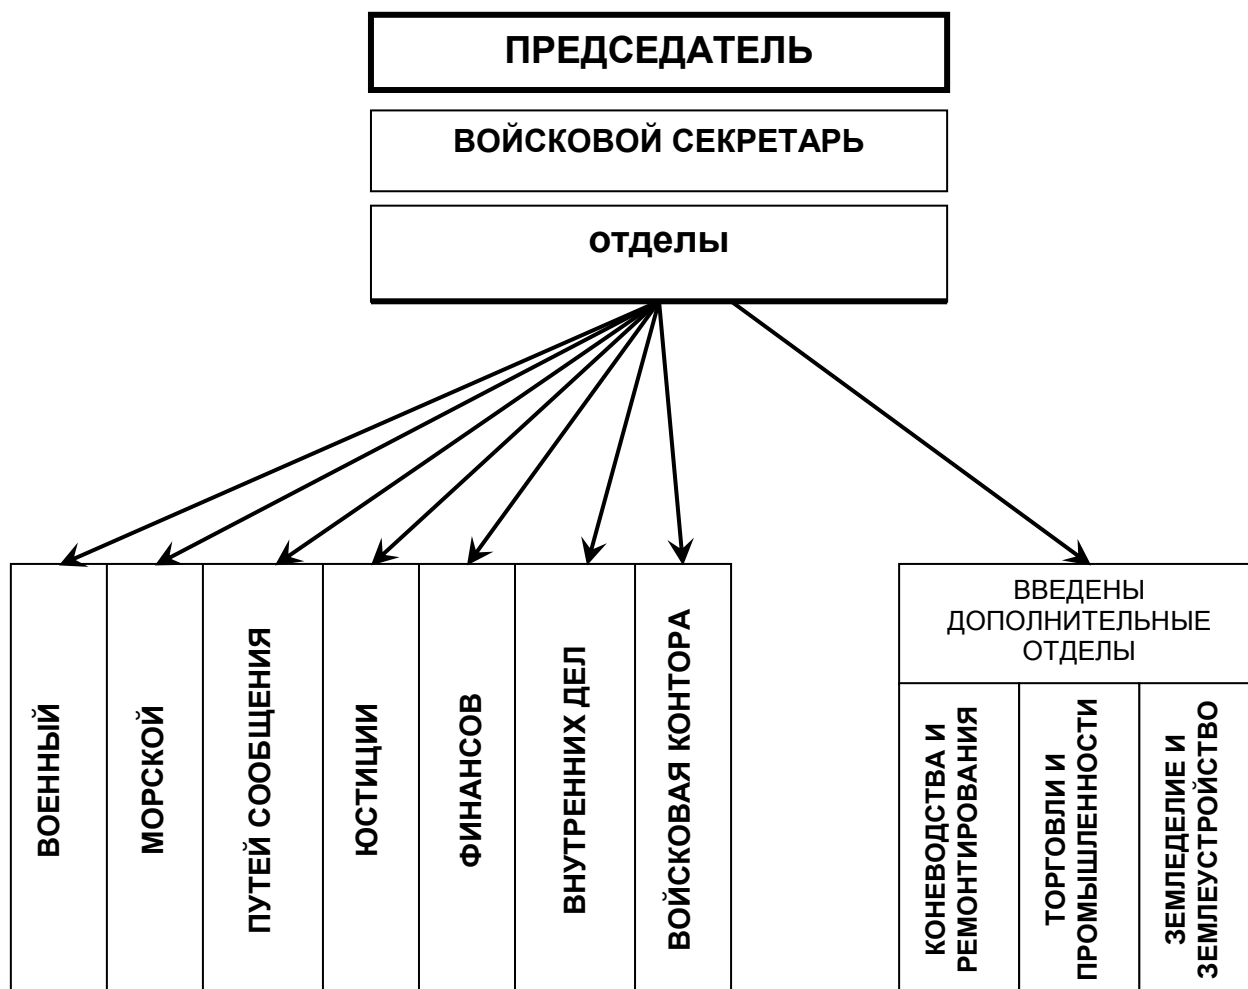 ПРЕДСЕДАТЕЛЬ
ВОЙСКОВОЙ СЕКРЕТАРЬ
отделы
ВОЕННЫЙ
МОРСКОЙ
ПУТЕЙ СООБЩЕНИЯ
ЮСТИЦИИ
ФИНАНСОВ
ВНУТРЕННИХ ДЕЛ
ВОЙСКОВАЯ КОНТОРА
ВВЕДЕНЫ
ДОПОЛНИТЕЛЬНЫЕ
ОТДЕЛЫ
КОНЕВОДСТВА И
РЕМОНТИРОВАНИЯ
ТОРГОВЛИ И
ПРОМЫШЛЕННОСТИ
ЗЕМЛЕДЕЛИЕ И
ЗЕМЛЕУСТРОЙСТВО